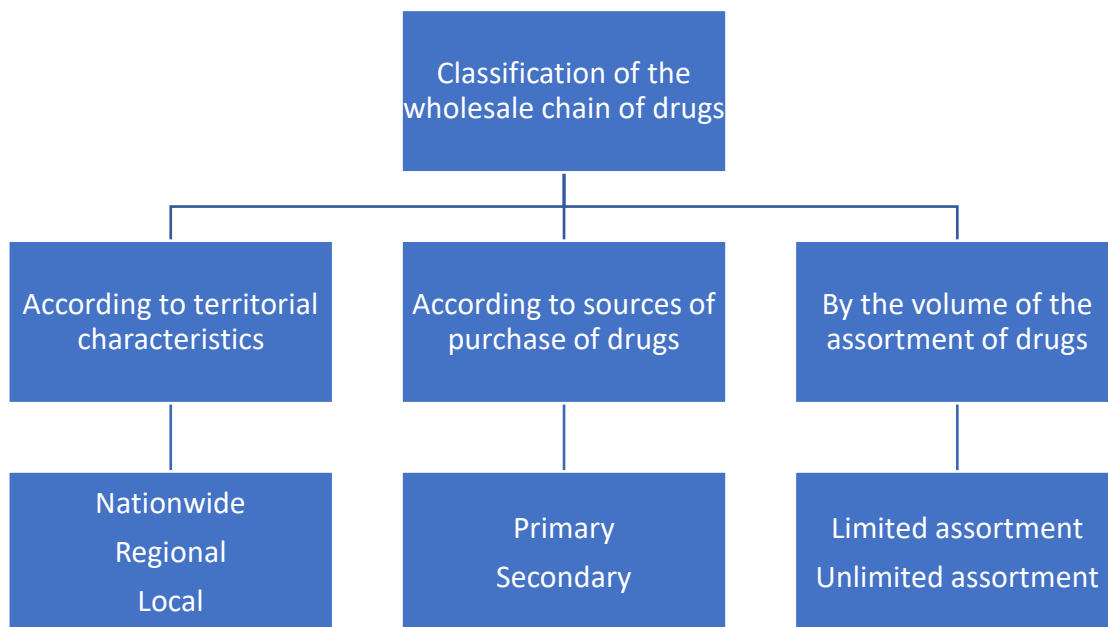 Classification of the
wholesale chain of drugs
According to territorial
characteristics
According to sources of
purchase of drugs
By the volume of the
assortment of drugs
Nationwide
Regional
Local
Primary
Secondary
Limited assortment
Unlimited assortment